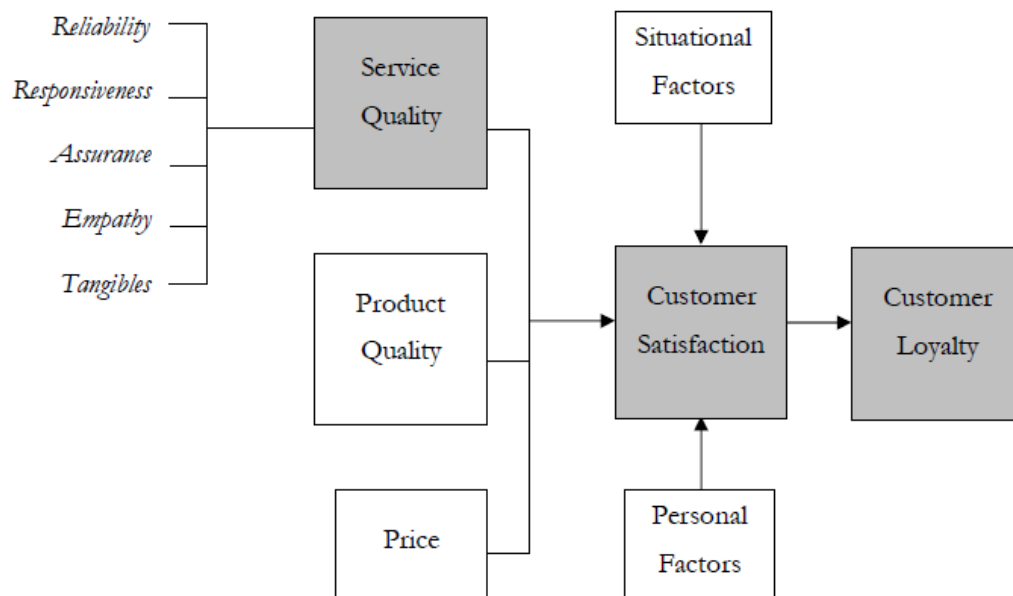 Reliability
Responsiveness
Assurance
Empathy
Tangibles
Service
Quality
Product
Quality
Price
Situational
Factors
Customer
Satisfaction
Personal
Factors
Customer
Loyalty